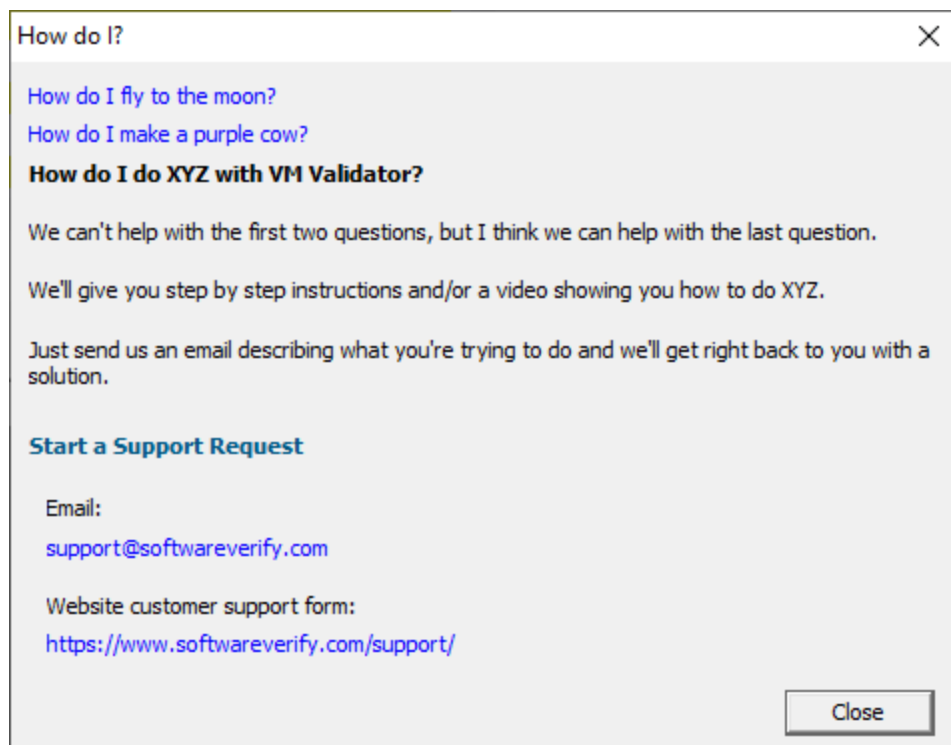 How do I?
How do I fly to the moon?
How do I make a purple cow?
How do I do XYZ with VM Validator?
We can't help with the first two questions, but I think we can help with the last question.
We'll give you step by step instructions and/or a video showing you how to do XYZ.
Just send us an email describing what you're trying to do and we'll get right back to you with a
solution.
Start a Support Request
Email:
support@softwareverify.com
Website customer support form:
https://www.softwareverify.com/support/
Close